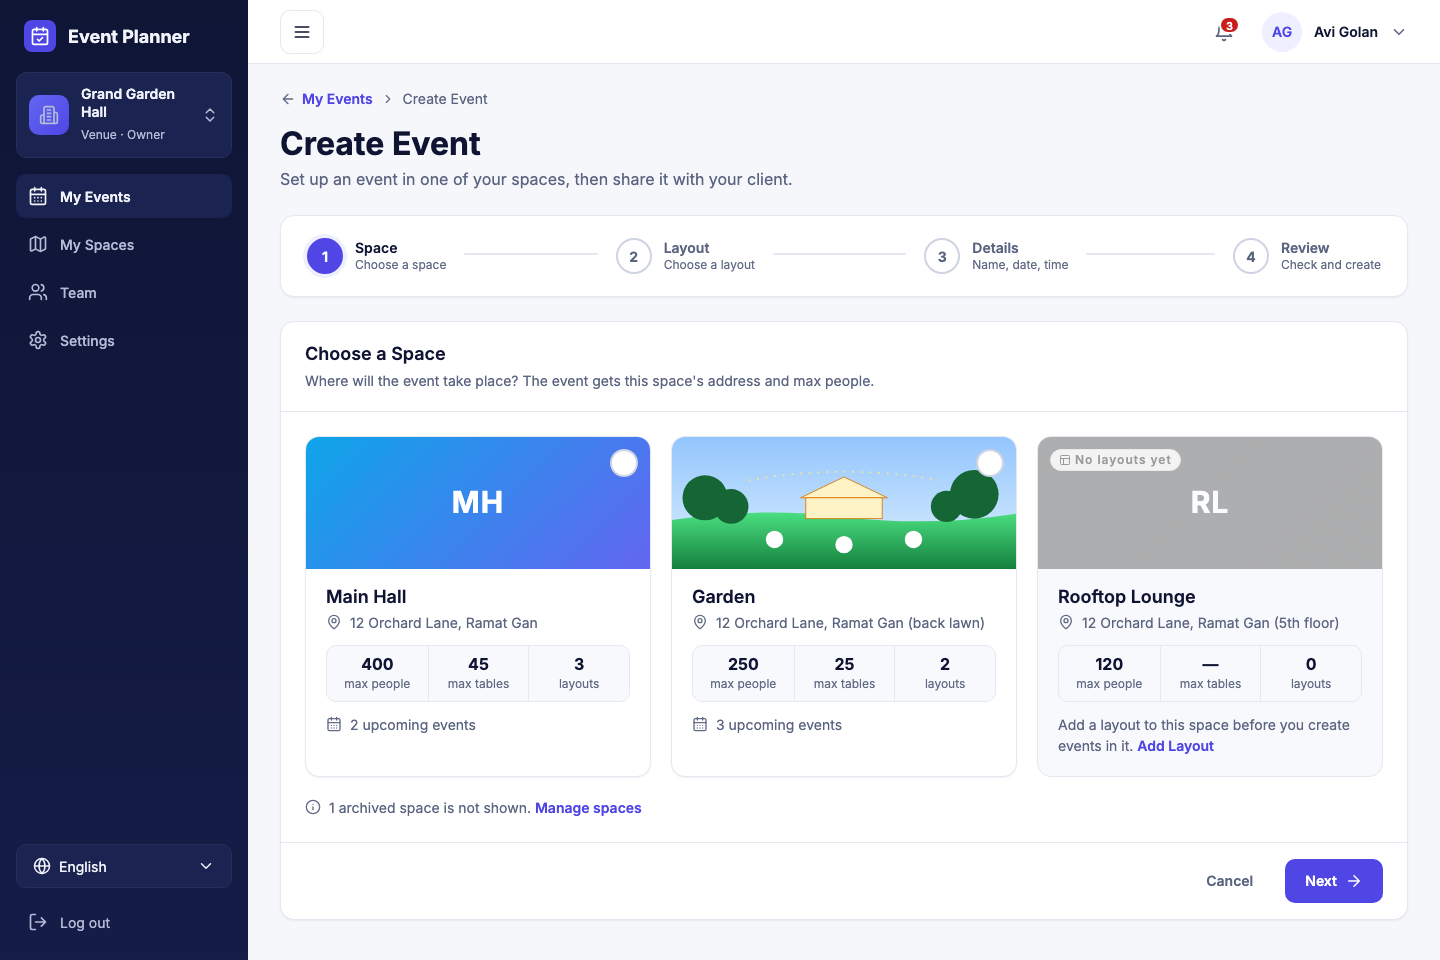 Event Planner
Grand Garden
Hall
Venue · Owner
My Events
My Spaces
Team
Settings
English
Log out
3
AG
Avi Golan
My Events
Create Event
Create Event
Set up an event in one of your spaces, then share it with your client.
1
Space
Choose a space
2
Layout
Choose a layout
3
Details
Name, date, time
4
Review
Check and create
Choose a Space
Where will the event take place? The event gets this space's address and max people.
MH
Main Hall
12 Orchard Lane, Ramat Gan
400
max people
45
max tables
3
layouts
2 upcoming events
Garden
12 Orchard Lane, Ramat Gan (back lawn)
250
max people
25
max tables
2
layouts
3 upcoming events
No layouts yet
RL
Rooftop Lounge
12 Orchard Lane, Ramat Gan (5th floor)
120
max people
—
max tables
0
layouts
Add a layout to this space before you create
events in it. Add Layout
1 archived space is not shown. Manage spaces
Cancel
Next